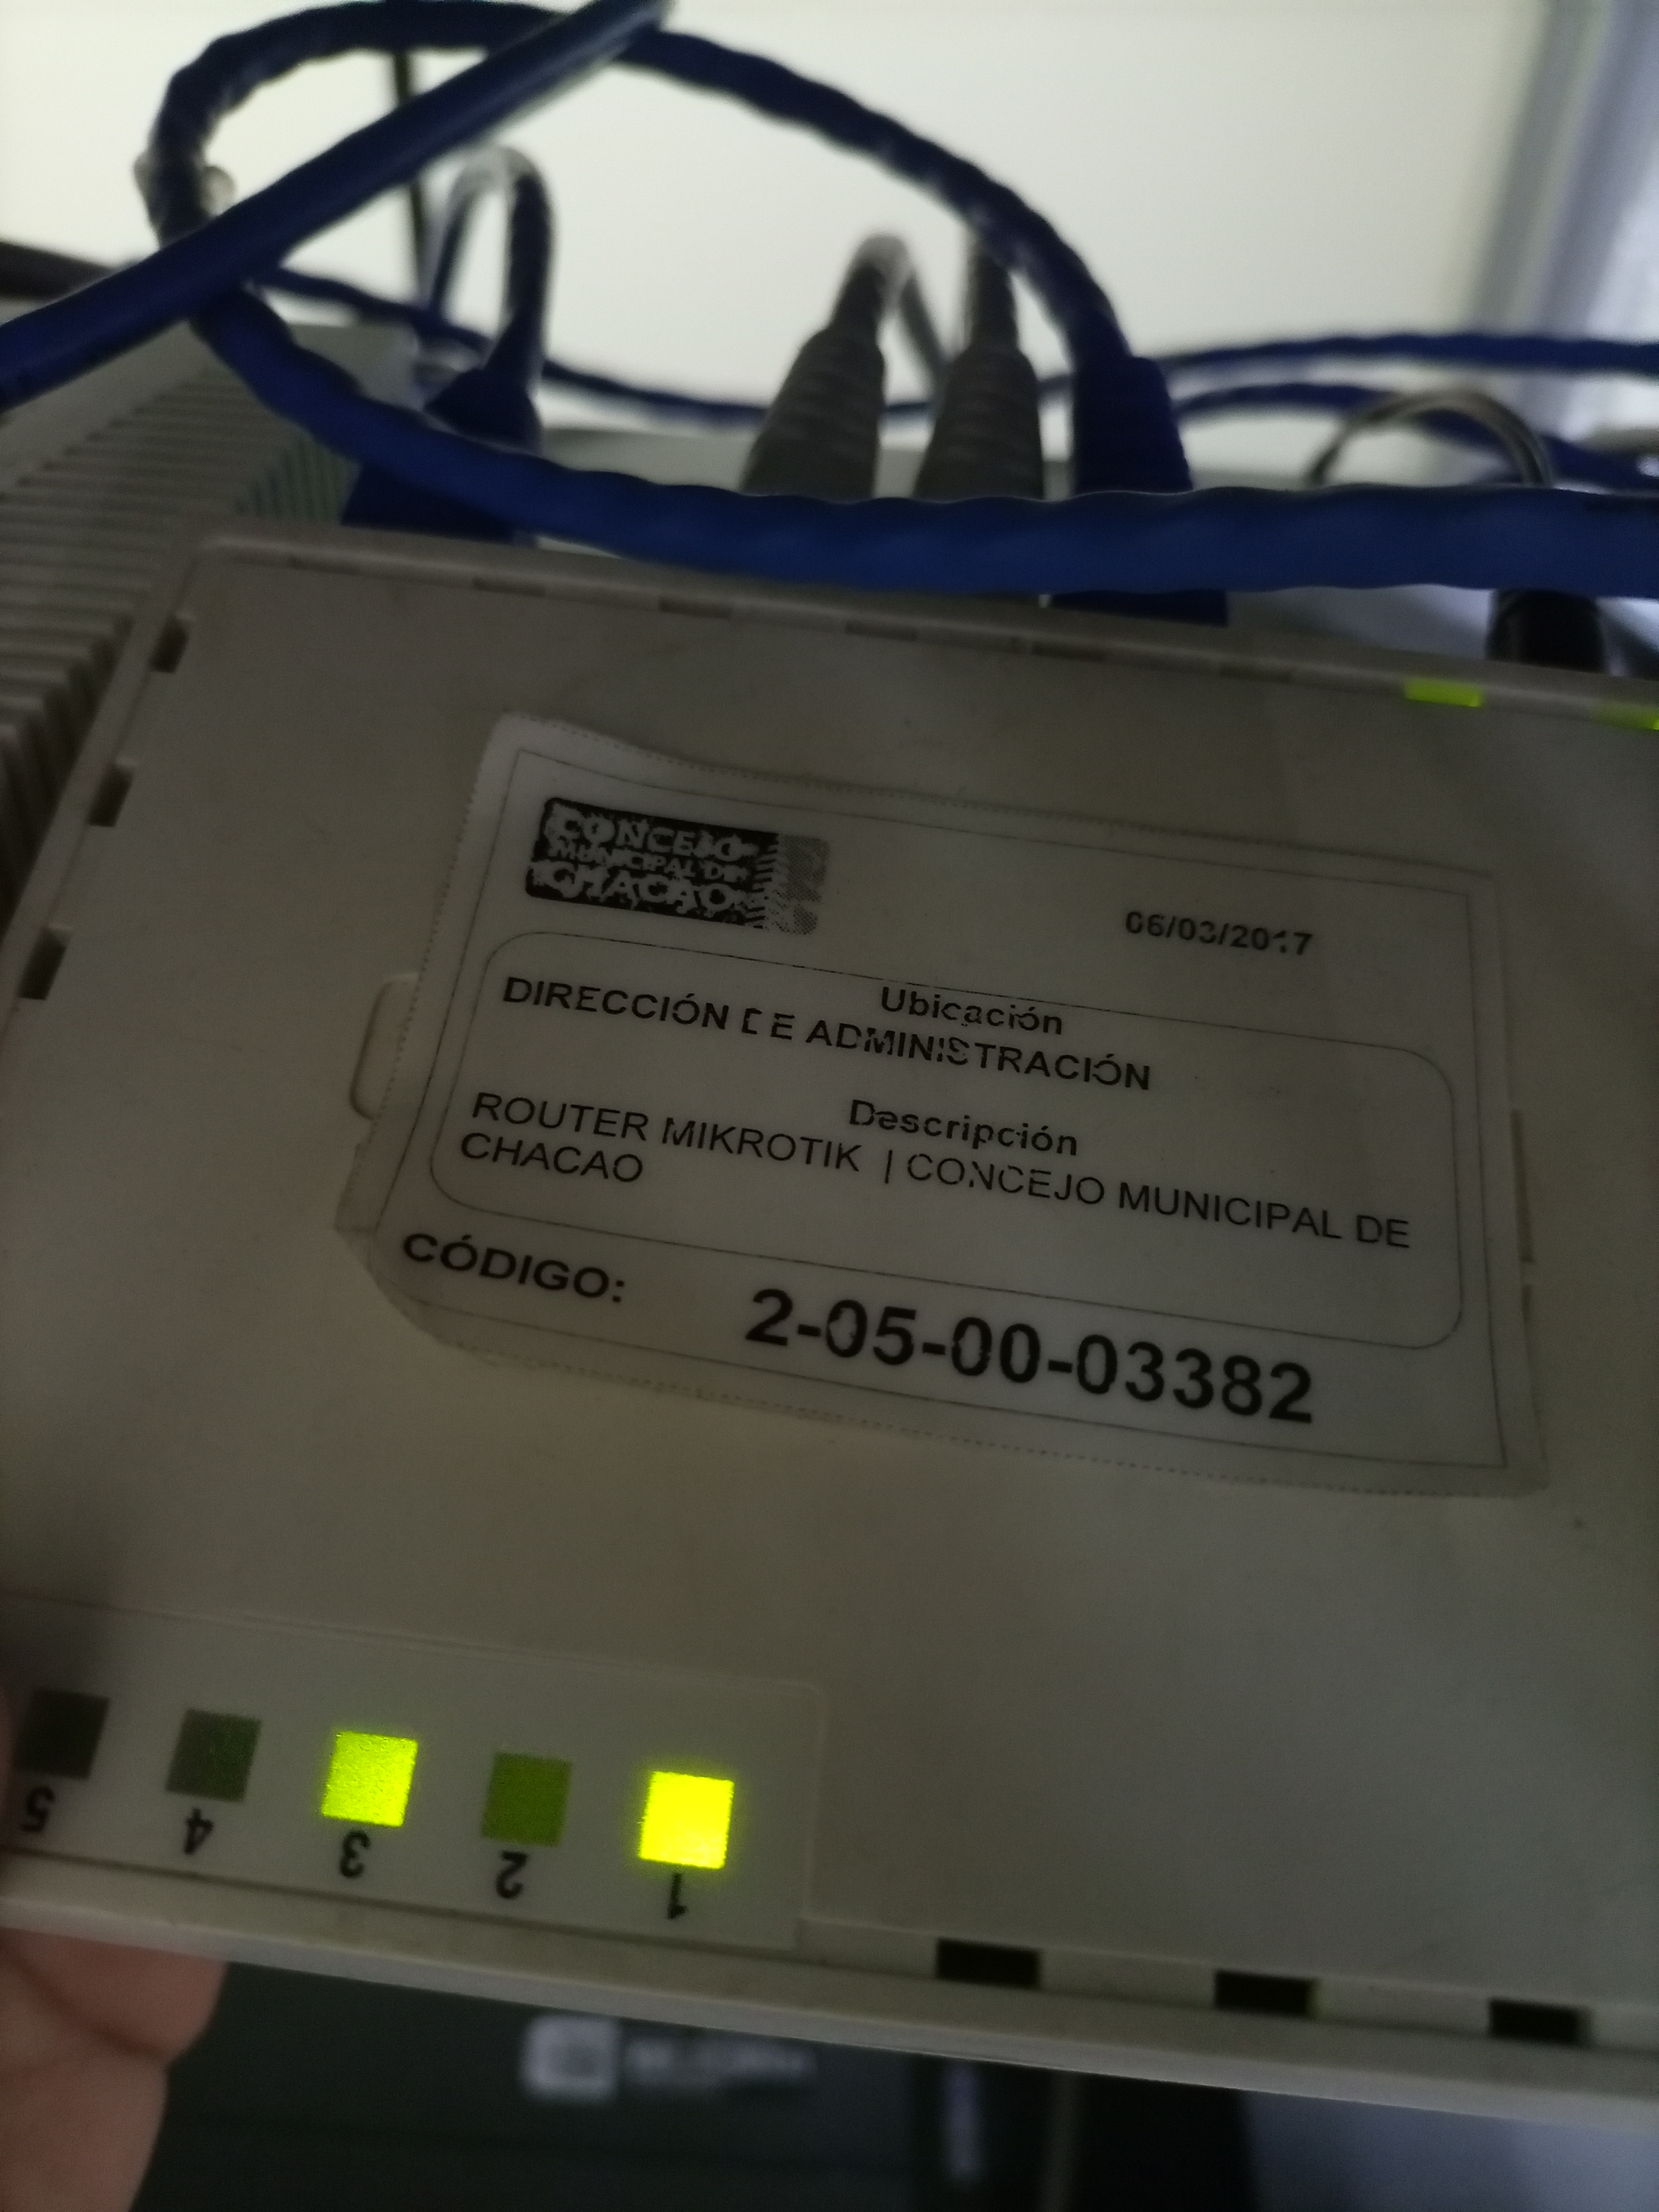 CONCEJO
MUNICIPAL DE
CHACAO
06/03/2017
Ubicación
DIRECCIÓN DE ADMINISTRACIÓN
Descripción
ROUTER MIKROTIK | CONCEJO MUNICIPAL DE
CHACAO
CÓDIGO: 2-05-00-03382
5 4 3 2 1